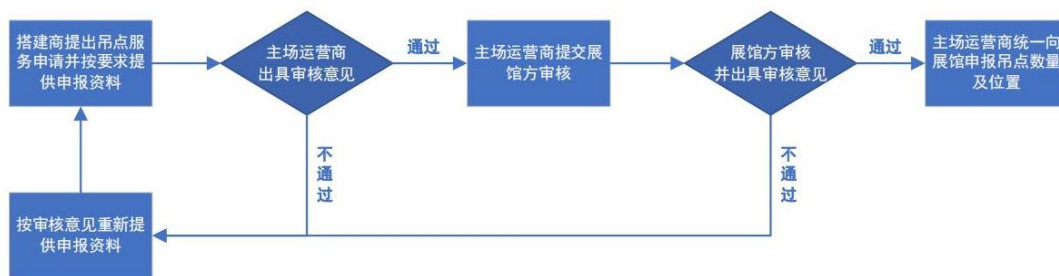 搭建商提出吊点服
务申请并按要求提
供申报资料
主场运营商
出具审核意见
通过
主场运营商提交展
馆方审核
展馆方审核
并出具审核意见
通过
主场运营商统一向
展馆申报吊点数量
及位置
不
通
过
不
通
过
按审核意见重新提
供申报资料